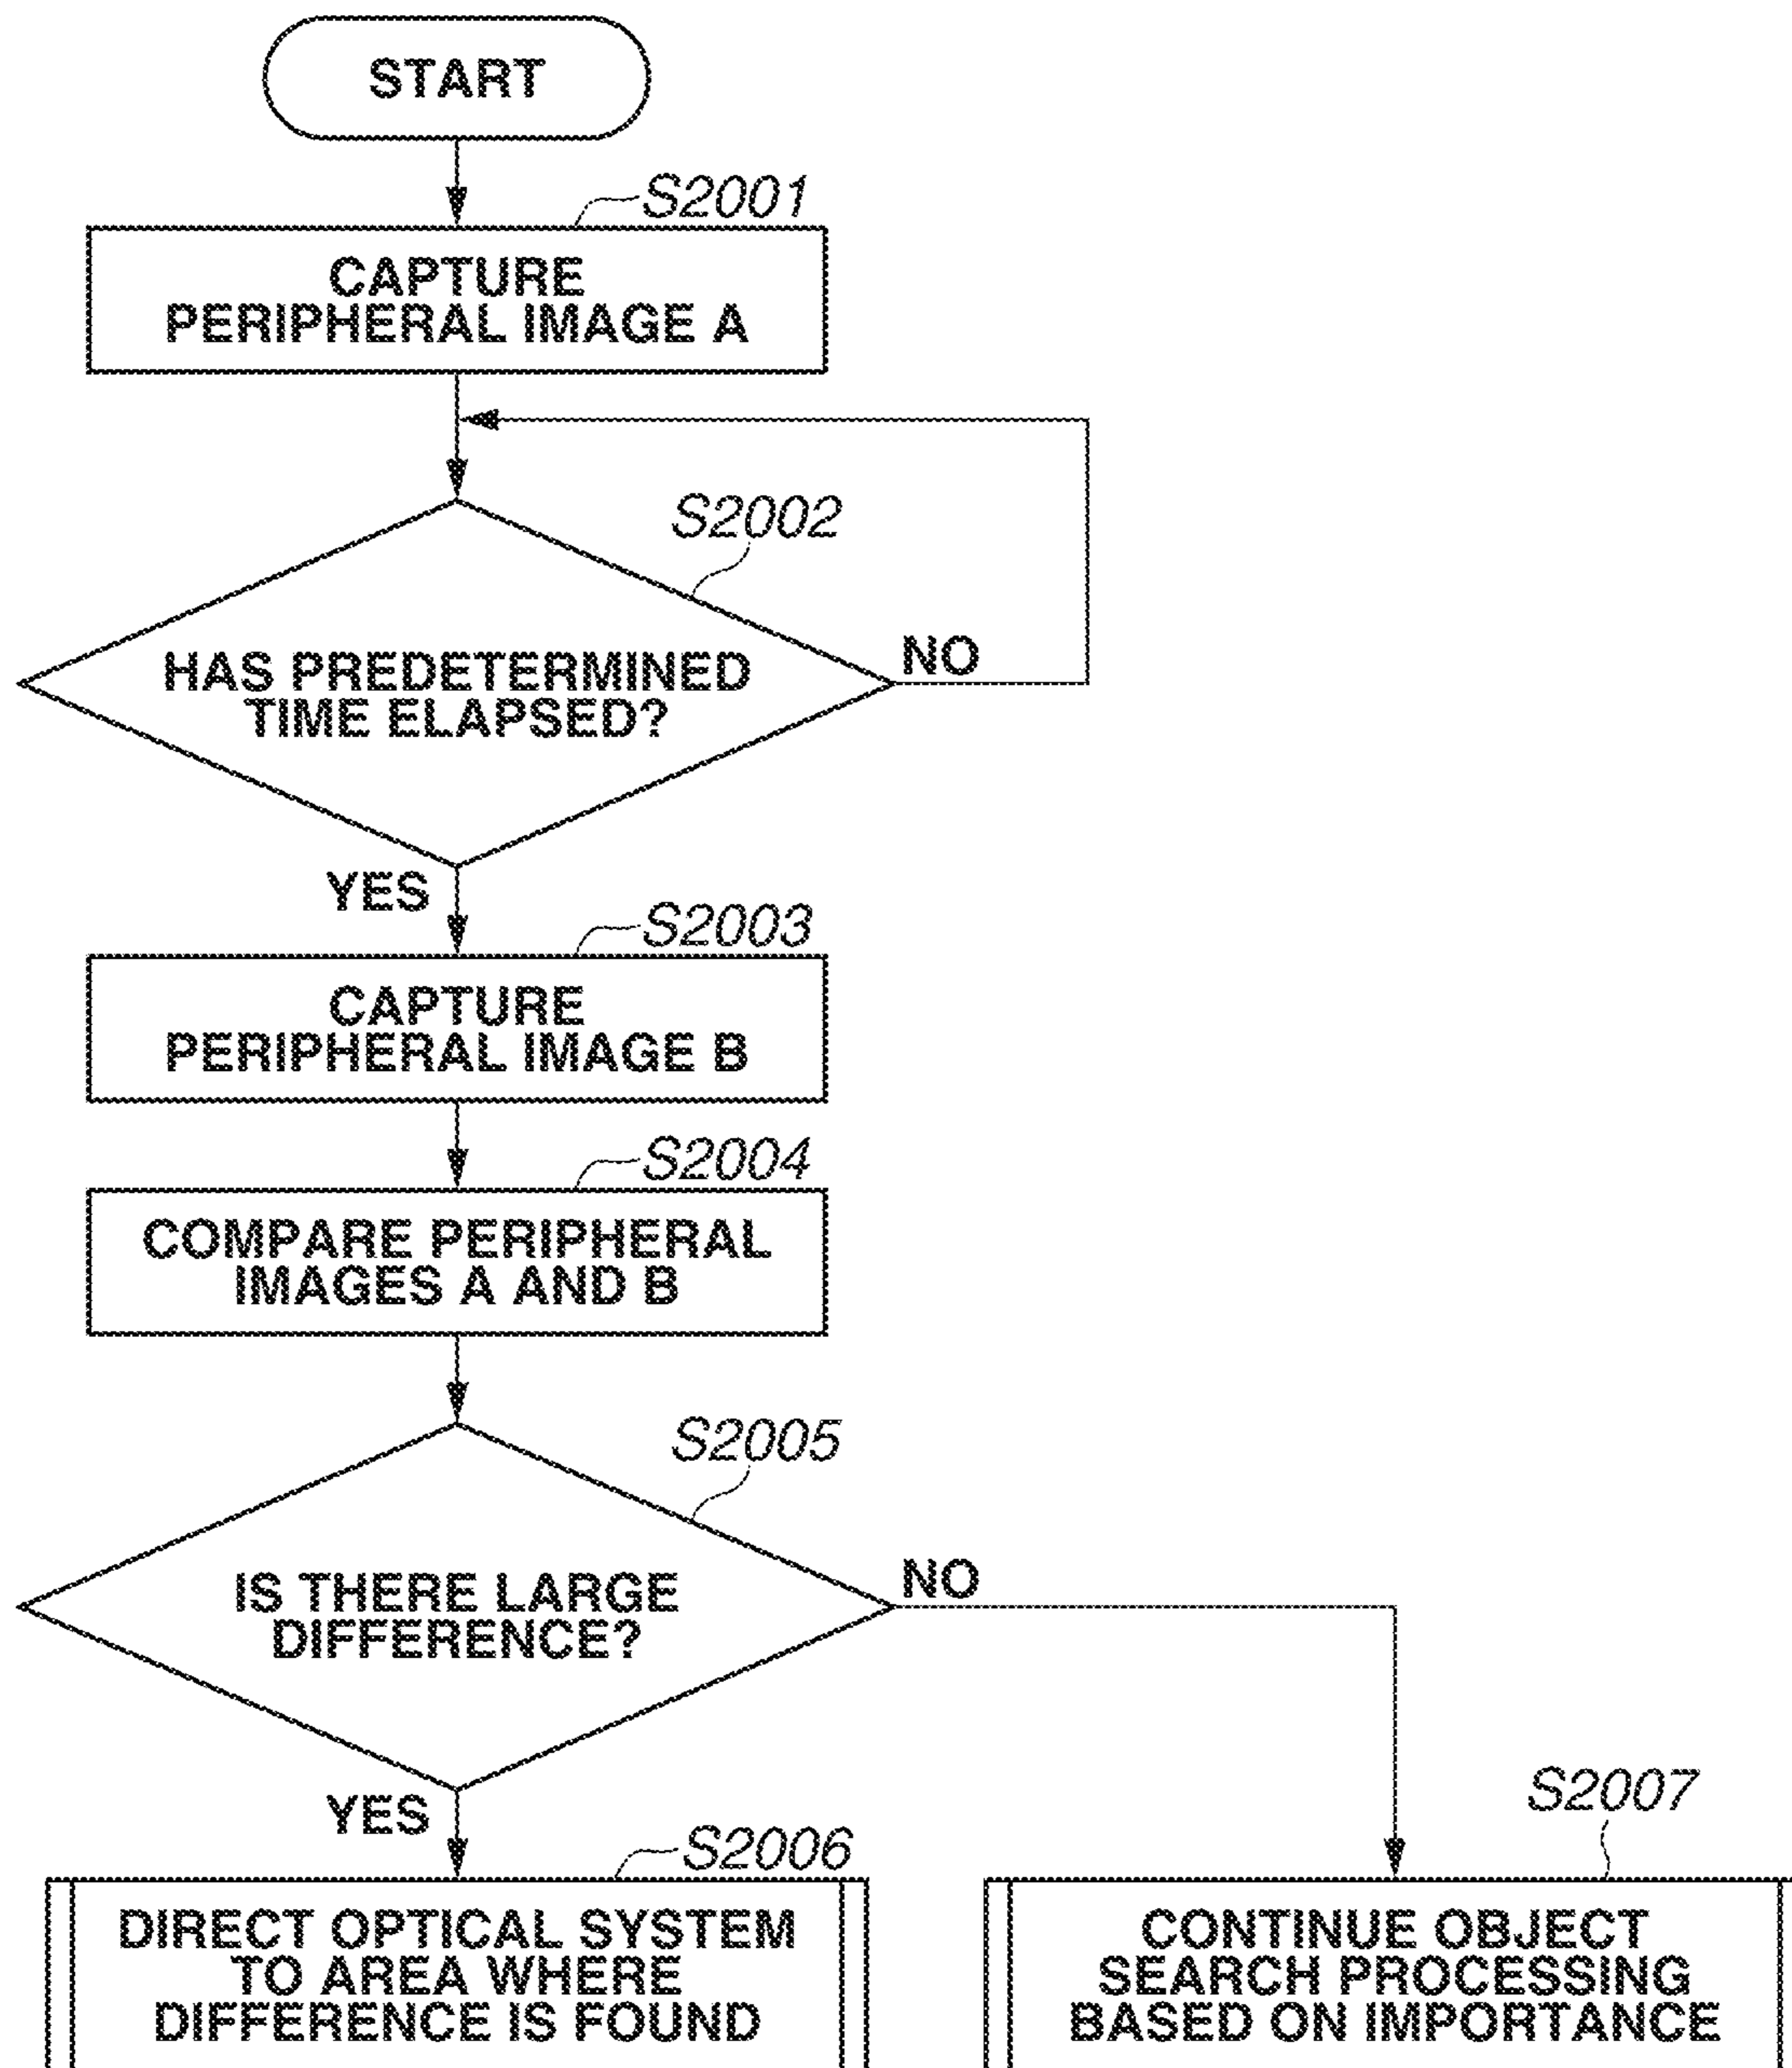 START
S2001
CAPTURE
PERIPHERAL IMAGE A
S2002
HAS PREDETERMINED
TIME ELAPSED?
NO
YES
S2003
CAPTURE
PERIPHERAL IMAGE B
S2004
COMPARE PERIPHERAL
IMAGES A AND B
S2005
IS THERE LARGE
DIFFERENCE?
NO
YES
S2006
DIRECT OPTICAL SYSTEM
TO AREA WHERE
DIFFERENCE IS FOUND
S2007
CONTINUE OBJECT
SEARCH PROCESSING
BASED ON IMPORTANCE